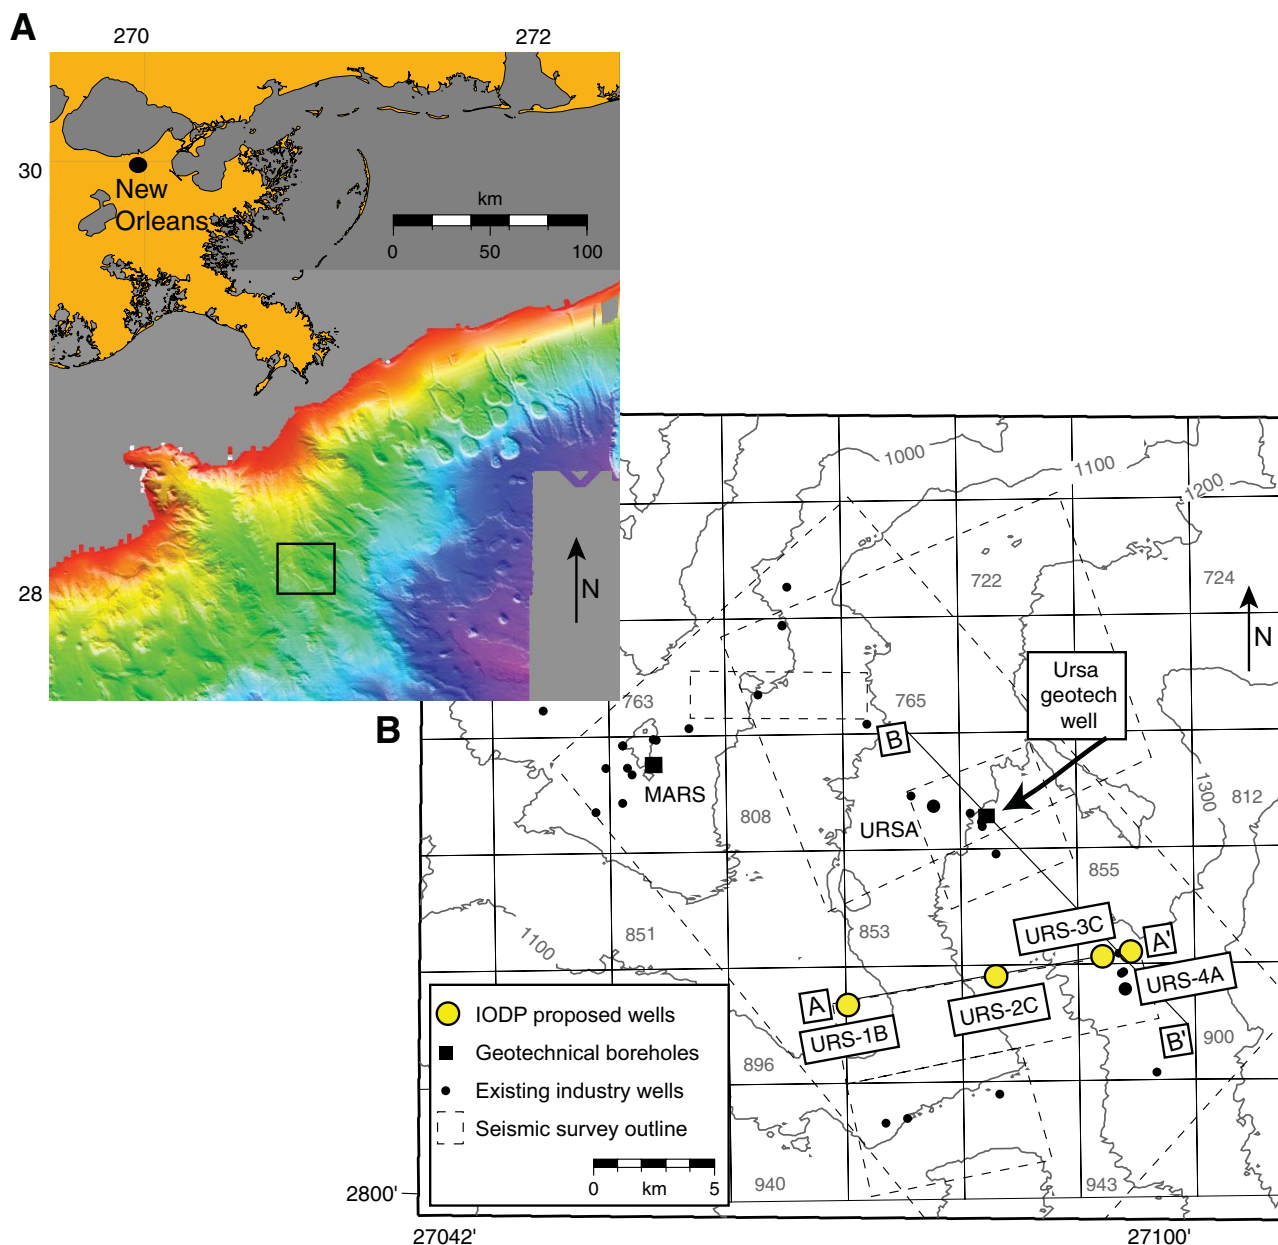 A
270
272
30
New
Orleans
km
0
50
100
28
N
B
1000
1100
1200
722
724
N
Ursa
geotech
well
763
765
B
MARS
808
URSA
1300
812
855
851
853
1100
URS-3C
A'
URS-4A
A
URS-1B
URS-2C
B'
900
896
IODP proposed wells
Geotechnical boreholes
Existing industry wells
Seismic survey outline
0
km
5
940
943
2800'
27042'
27100'